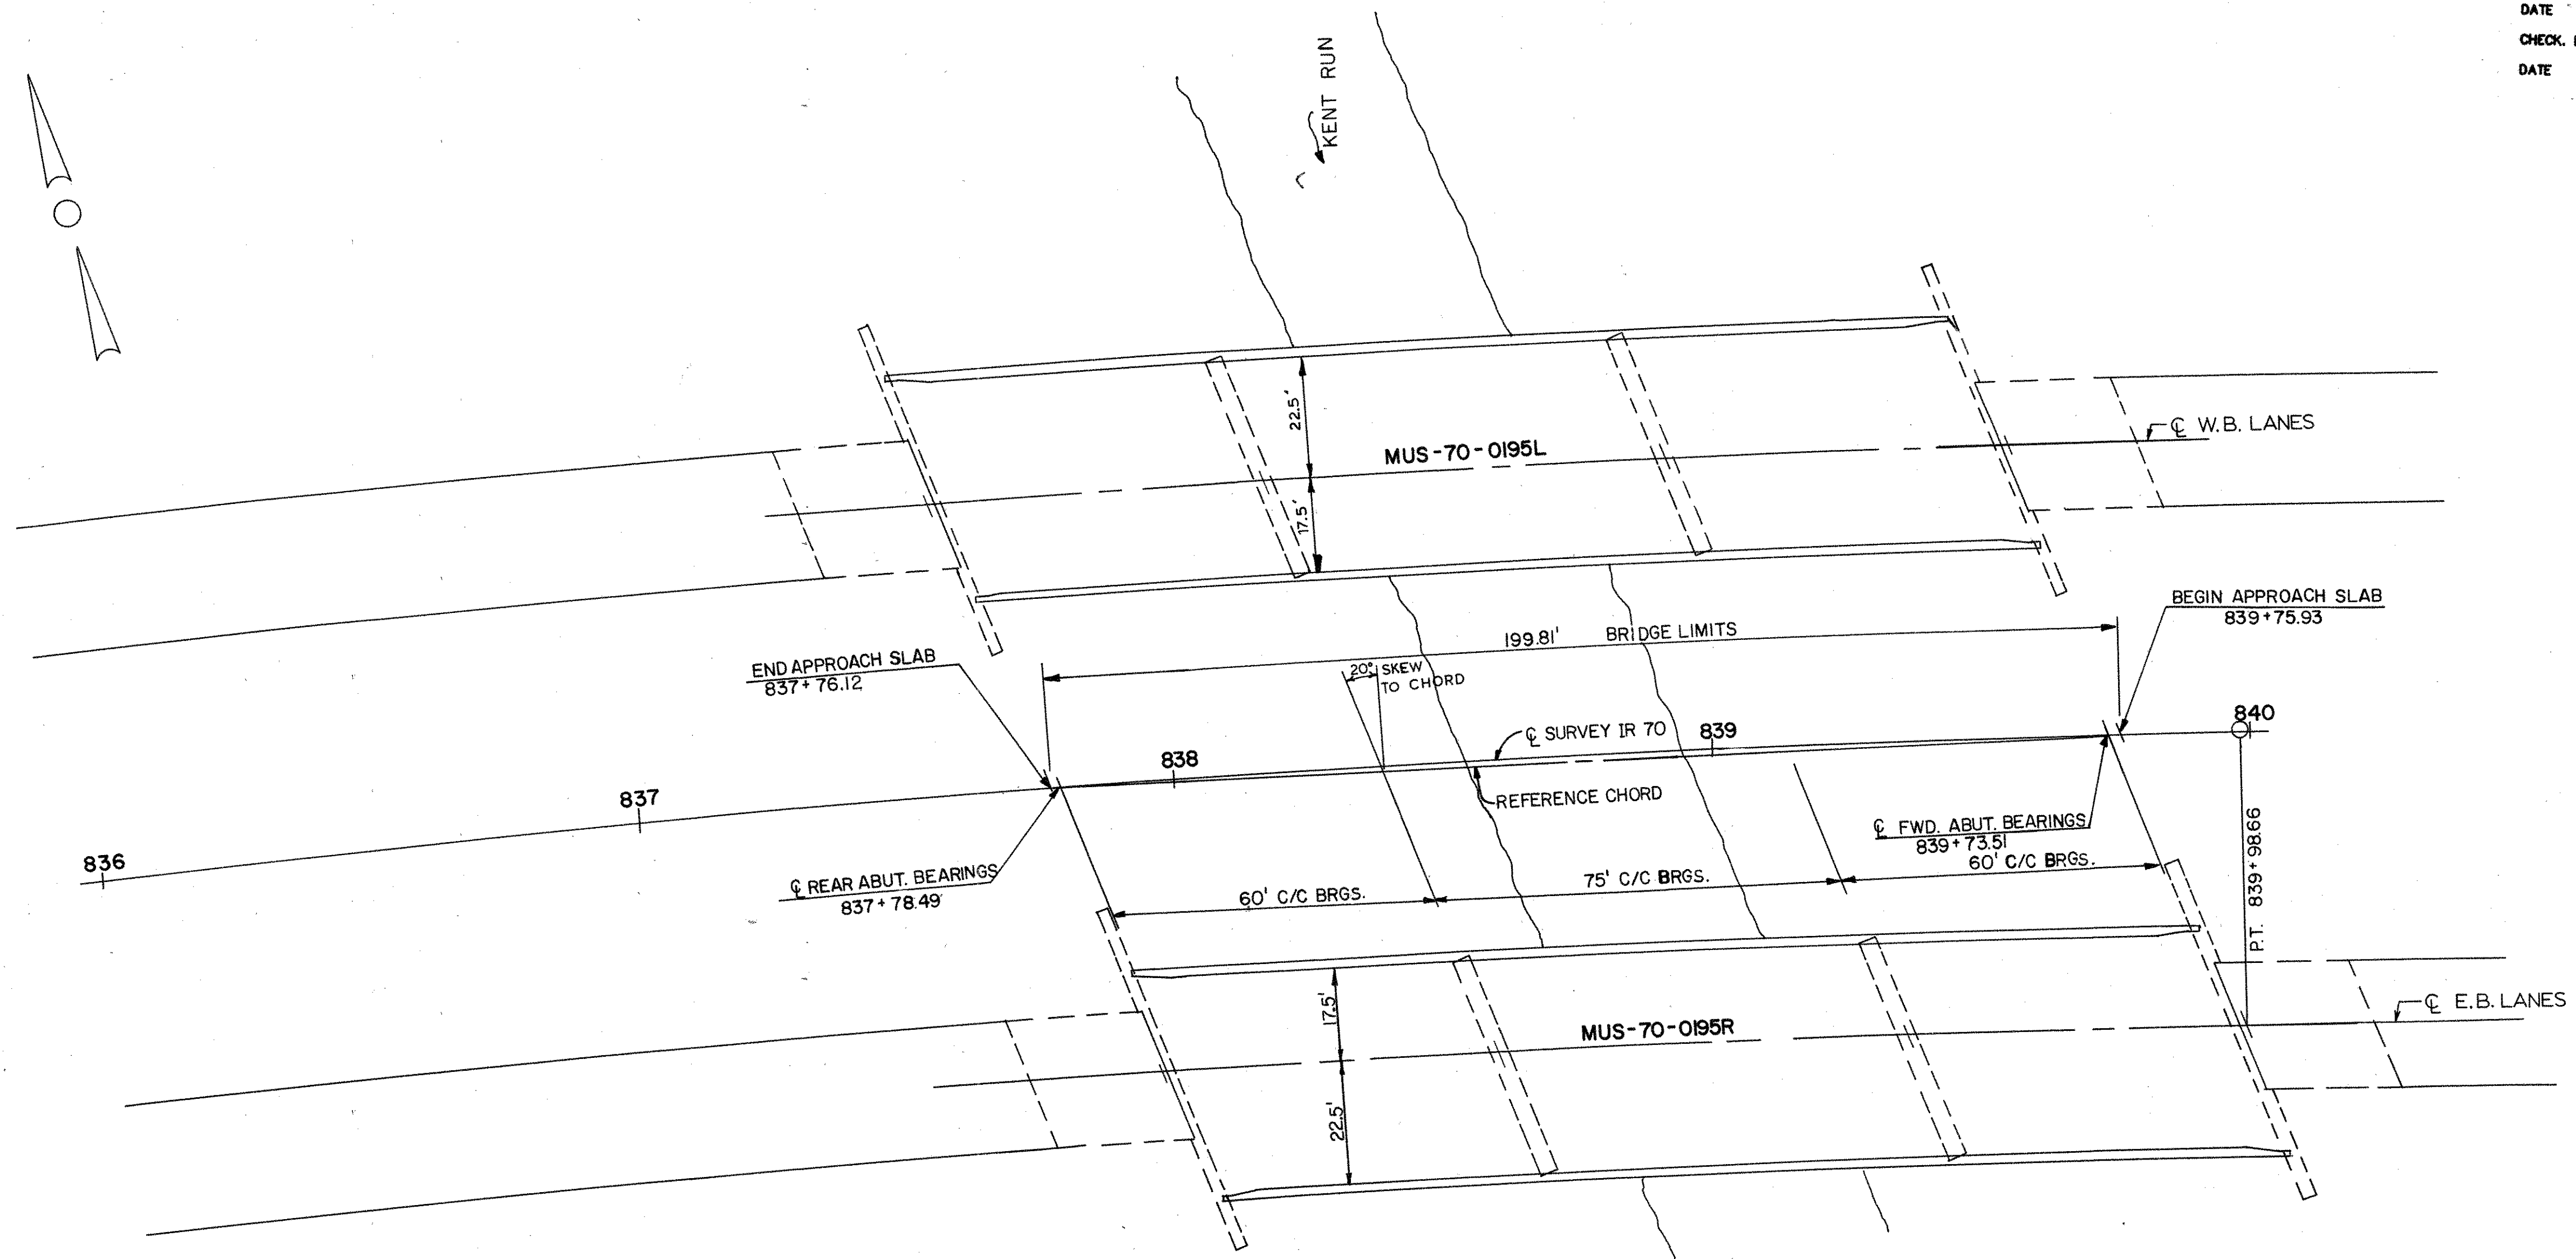 DATE
CHECK.
DATE
KENT RUN
22.5'
MUS-70-0195L
℄ W.B. LANES
17.5'
BEGIN APPROACH SLAB
839+75.93
199.81' BRIDGE LIMITS
END APPROACH SLAB
837+76.12
20° SKEW
TO CHORD
℄ SURVEY IR 70
836
837
838
839
840
REFERENCE CHORD
℄ FWD. ABUT. BEARINGS
839+73.51
℄ REAR ABUT. BEARINGS
837+78.49
60' C/C BRGS.
75' C/C BRGS.
60' C/C BRGS.
P.T. 839+98.66
17.5'
MUS-70-0195R
℄ E.B. LANES
22.5'